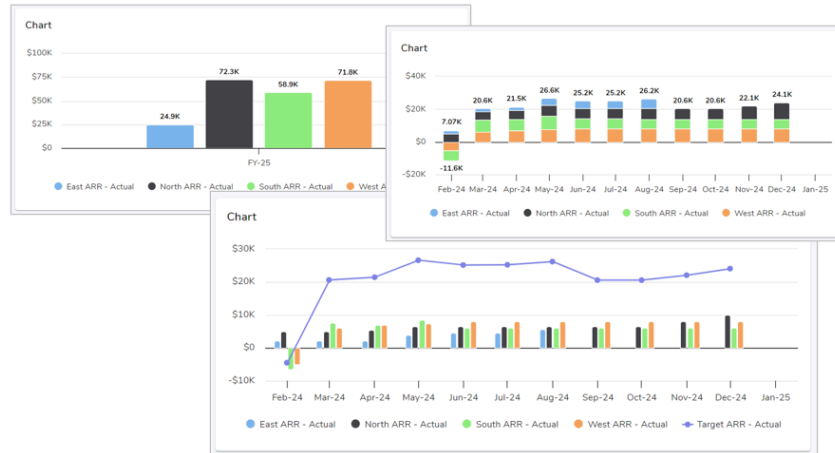 Chart
$100K
$75K
$50K
$25K
$0
24.9K
72.3K
58.9K
71.8K
FY-25
East ARR - Actual North ARR - Actual South ARR - Actual West A
Chart
$40K
$20K
$0
-$20K
7.07K 20.6K 21.5K 26.6K 25.2K 25.2K 26.2K 20.6K 20.6K 22.1K 24.1K
-11.6K
Feb-24 Mar-24 Apr-24 May-24 Jun-24 Jul-24 Aug-24 Sep-24 Oct-24 Nov-24 Dec-24 Jan-25
East ARR - Actual North ARR - Actual South ARR - Actual West ARR - Actual
Chart
$30K
$20K
$10K
$0
-$10K
Feb-24 Mar-24 Apr-24 May-24 Jun-24 Jul-24 Aug-24 Sep-24 Oct-24 Nov-24 Dec-24 Jan-25
East ARR - Actual North ARR - Actual South ARR - Actual West ARR - Actual Target ARR - Actual